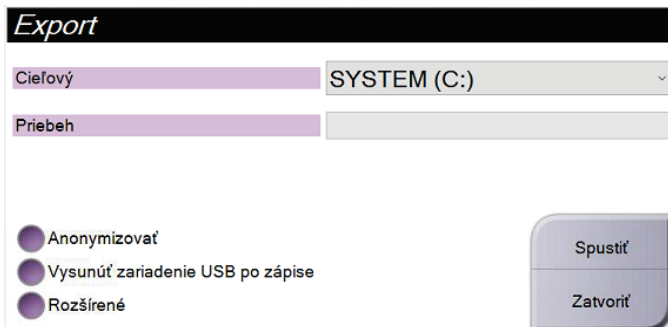 Export
Cieľový
SYSTEM (C:)
Priebeh
Anonymizovať
Vysunúť zariadenie USB po zápise
Rozšírené
Spustiť
Zatvoriť